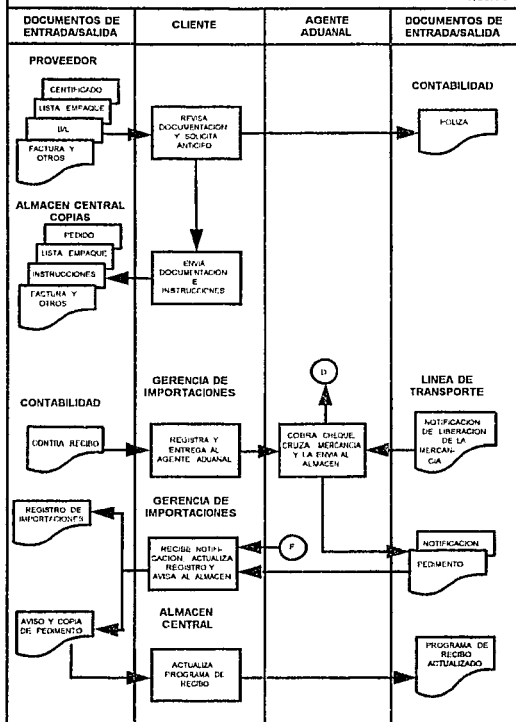 DOCUMENTOS DE
ENTRADA/SALIDA
CLIENTE
AGENTE
ADUANAL
DOCUMENTOS DE
ENTRADA/SALIDA
PROVEEDOR
CERTIFICADO
LISTA EMPAQUE
B/L
FACTURA Y
OTROS
REVISA
DOCUMENTACION
Y SOLICITA
ANTICIPO
CONTABILIDAD
POLIZA
ALMACEN CENTRAL
COPIAS
PEDIDO
LISTA EMPAQUE
INSTRUCCIONES
FACTURA Y
OTROS
ENVIA
DOCUMENTACION
E
INSTRUCCIONES
CONTABILIDAD
CONTRA RECIBO
GERENCIA DE
IMPORTACIONES
REGISTRA Y
ENTREGA AL
AGENTE ADUANAL
D
COBRA CHEQUE,
CRUZA MERCANCIA
Y LA ENVIA AL
ALMACEN
LINEA DE
TRANSPORTE
NOTIFICACION
DE LIBERACION
DE LA
MERCAN-
CIA
REGISTRO DE
IMPORTACIONES
GERENCIA DE
IMPORTACIONES
RECIBE NOTIFI-
CACION, ACTUALIZA
REGISTRO Y
AVISA AL ALMACEN
F
NOTIFICACION
PEDIMENTO
AVISO Y COPIA
DE PEDIMENTO
ALMACEN
CENTRAL
ACTUALIZA
PROGRAMA DE
RECIBO
PROGRAMA DE
RECIBO
ACTUALIZADO